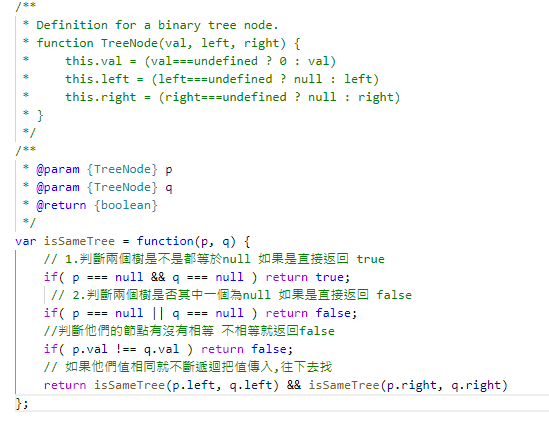 /**
 * Definition for a binary tree node.
 * function TreeNode(val, left, right) {
 *     this.val = (val===undefined ? 0 : val)
 *     this.left = (left===undefined ? null : left)
 *     this.right = (right===undefined ? null : right)
 * }
 */
/**
 * @param {TreeNode} p
 * @param {TreeNode} q
 * @return {boolean}
 */
var isSameTree = function(p, q) {
    // 1.判斷兩個樹是不是都等於null 如果是直接返回 true
    if( p === null && q === null ) return true;
     // 2.判斷兩個樹是否其中一個為null 如果是直接返回 false
    if( p === null || q === null ) return false;
    //判斷他們的節點有沒有相等 不相等就返回false
    if( p.val !== q.val ) return false;
    // 如果他們值相同就不斷遞迴把值傳入,往下去找
    return isSameTree(p.left, q.left) && isSameTree(p.right, q.right)
};